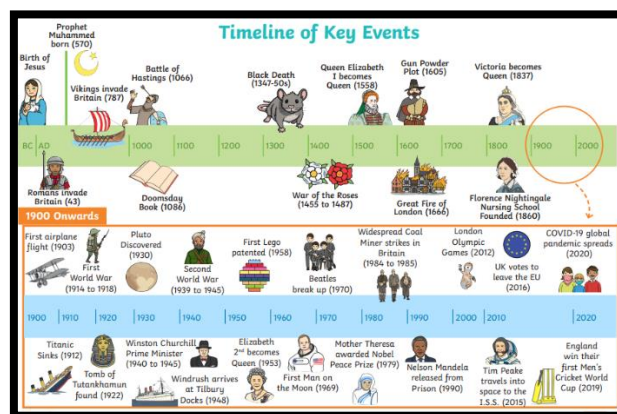 Timeline of Key Events
Prophet
Muhammed
born (570)
Birth of
Jesus
Vikings invade
Britain (787)
Battle of
Hastings (1066)
Black Death
(1347-50s)
Queen Elizabeth
I becomes
Queen (1558)
Gun Powder
Plot (1605)
Victoria becomes
Queen (1837)
BC AD 1000 1100 1200 1300 1400 1500 1600 1700 1800 1900 2000
Romans invade
Britain (43)
Doomsday
Book (1086)
War of the Roses
(1455 to 1487)
Great Fire of
London (1666)
Florence Nightingale
Nursing School
Founded (1860)
1900 Onwards
First airplane
flight (1903)
First
World War
(1914 to 1918)
Pluto
Discovered
(1930)
Second
World War
(1939 to 1945)
First Lego
patented (1958)
Beatles
break up (1970)
Widespread Coal
Miner strikes in
Britain
(1984 to 1985)
London
Olympic
Games (2012)
UK votes to
leave the EU
(2016)
COVID-19 global
pandemic spreads
(2020)
1900 1910 1920 1930 1940 1950 1960 1970 1980 1990 2000 2010 2020
Titanic
Sinks (1912)
Tomb of
Tutankhamun
found (1922)
Winston Churchill
Prime Minister
(1940 to 1945)
Windrush arrives
at Tilbury
Docks (1948)
Elizabeth
2nd becomes
Queen (1953)
First Man on
the Moon (1969)
Mother Theresa
awarded Nobel
Peace Prize (1979)
Nelson Mandela
released from
Prison (1990)
Tim Peake
travels into
space to the
I.S.S. (2015)
England
win their
first Men's
Cricket World
Cup (2019)